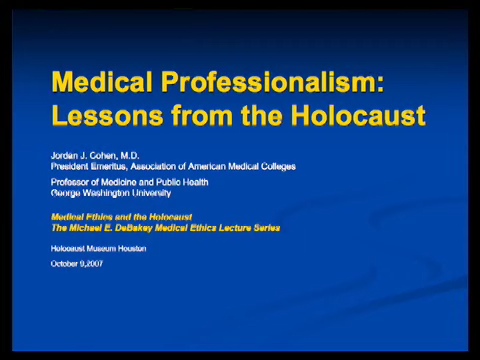 Medical Professionalism:
Lessons from the Holocaust
Jordan J. Cohen, M.D.
President Emeritus, Association of American Medical Colleges
Professor of Medicine and Public Health
George Washington University
Medical Ethics and the Holocaust
The Michael E. DeBakey Medical Ethics Lecture Series
Holocaust Museum Houston
October 9,2007